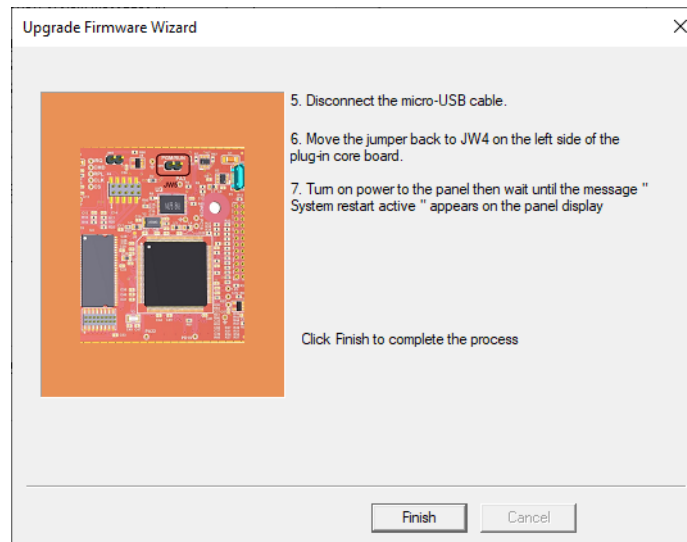 Upgrade Firmware Wizard
5. Disconnect the micro-USB cable.
6. Move the jumper back to JW4 on the left side of the
plug-in core board.
7. Turn on power to the panel then wait until the message "
System restart active " appears on the panel display
JW5
Click Finish to complete the process
Finish
Cancel